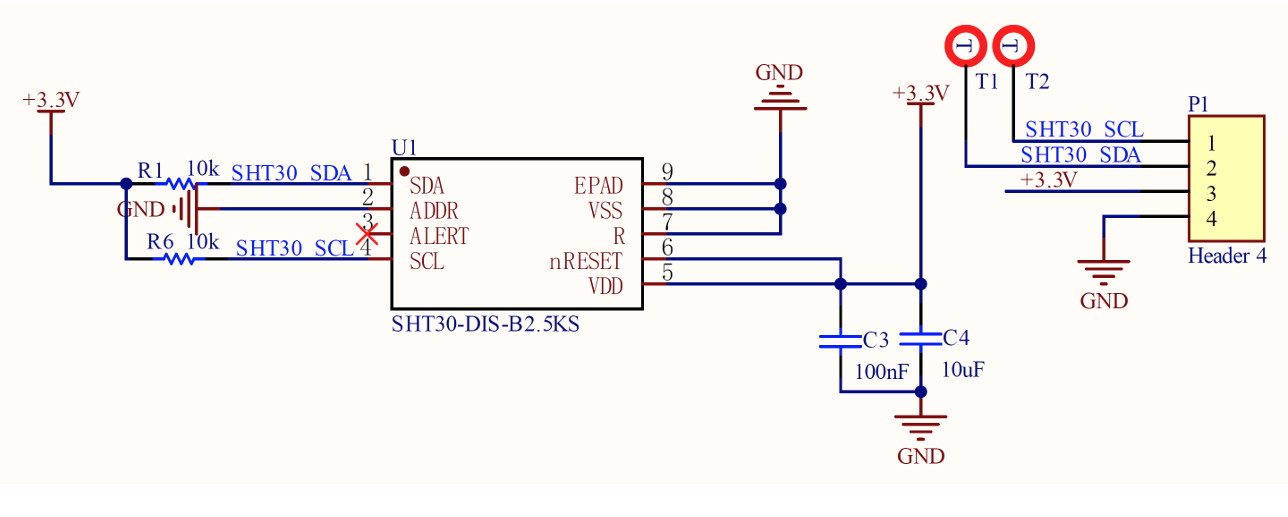 GND
T T
T1 T2
+3.3V
+3.3V
P1
SHT30_SCL 1
SHT30_SDA 2
+3.3V 3
4
Header 4
GND
U1
R1 10k SHT30_SDA 1 SDA EPAD 9
GND 2 ADDR VSS 8
3 ALERT R 7
R6 10k SHT30_SCL 4 SCL nRESET 6
VDD 5
SHT30-DIS-B2.5KS
C3 C4
100nF 10uF
GND